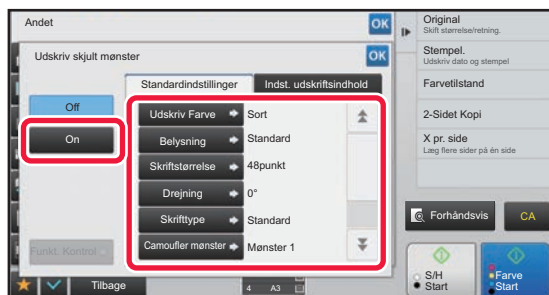 Andet
OK
Udskriv skjult mønster
OK
Standardindstillinger
Indst. udskriftsindhold
Off
On
Udskriv Farve
Sort
Belysning
Standard
Skriftstørrelse
48punkt
Drejning
0°
Skrifttype
Standard
Camoufler mønster
Mønster 1
Funkt. Kontrol
Tilbage
4 A3
Original
Skift størrelse/retning.
Stempel.
Udskriv dato og stempel
Farvetilstand
2-Sidet Kopi
X pr. side
Læg flere sider på én side
Forhåndsvis
CA
S/H
Start
Farve
Start